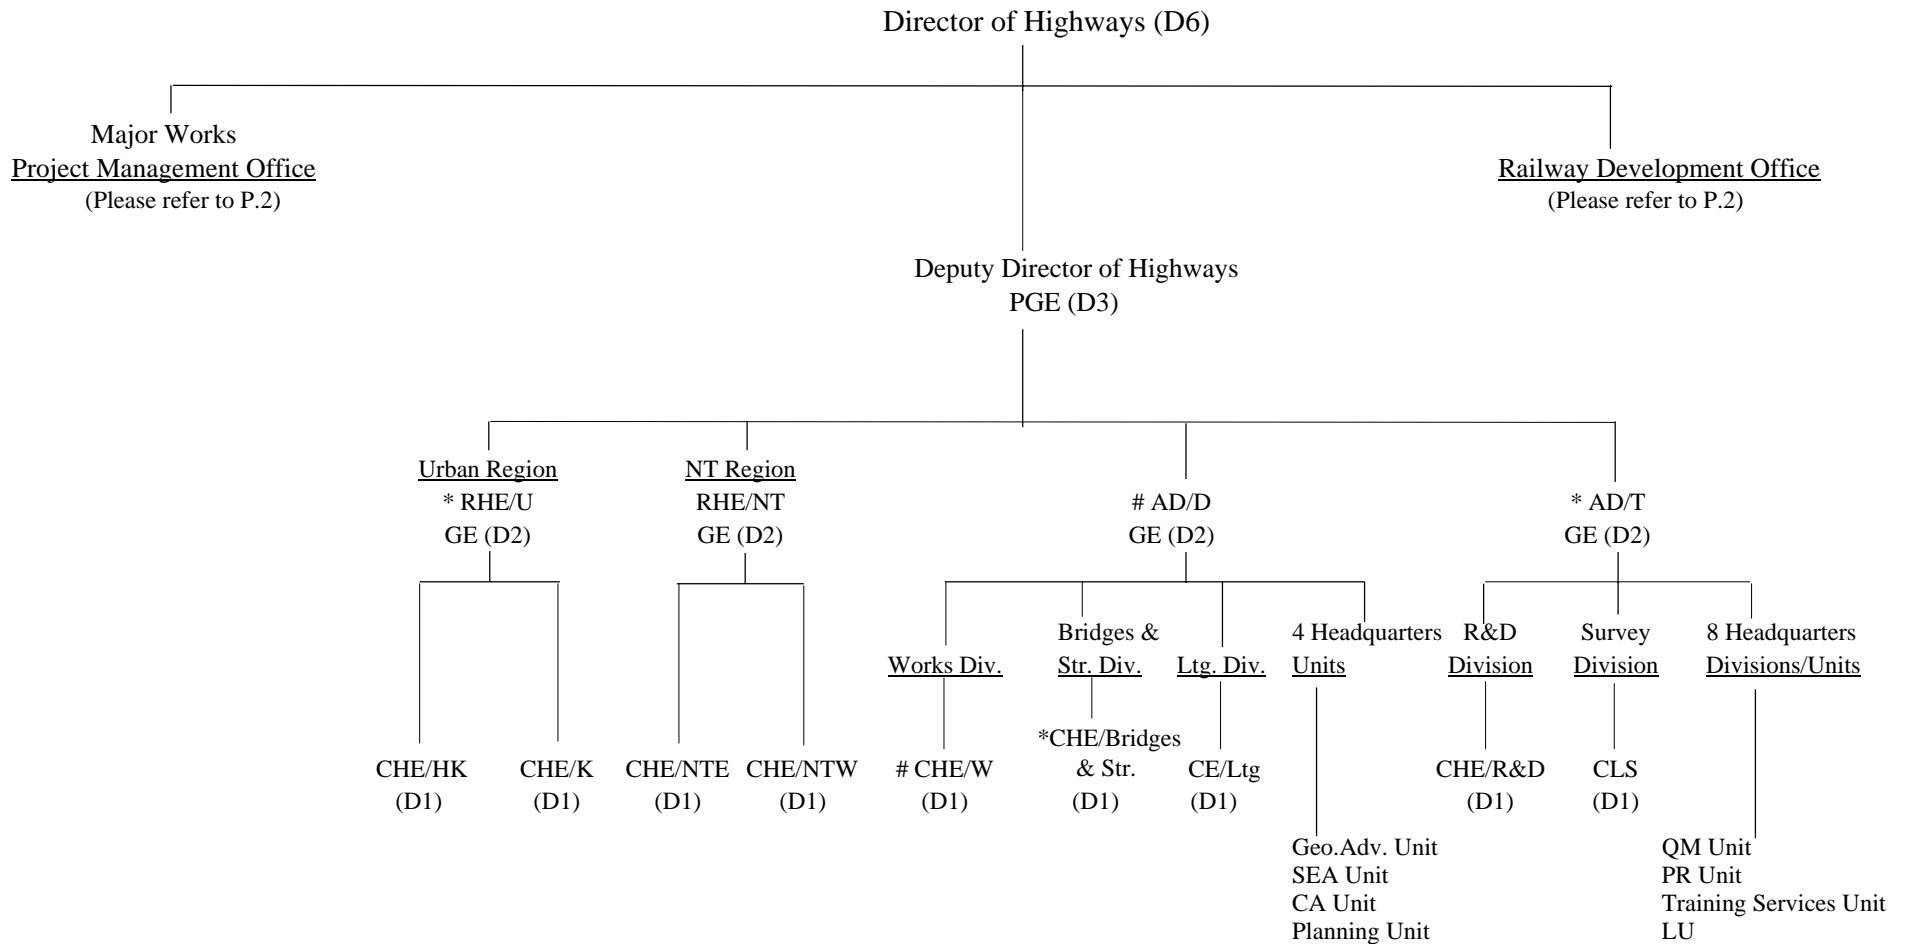 Director of Highways (D6)
Major Works
Project Management Office
(Please refer to P.2)
Railway Development Office
(Please refer to P.2)
Deputy Director of Highways
PGE (D3)
Urban Region
* RHE/U
GE (D2)
NT Region
RHE/NT
GE (D2)
# AD/D
GE (D2)
* AD/T
GE (D2)
CHE/HK
(D1)
CHE/K
(D1)
CHE/NTE
(D1)
CHE/NTW
(D1)
Works Div.
# CHE/W
(D1)
Bridges &
Str. Div.
*CHE/Bridges
& Str.
(D1)
Ltg. Div.
CE/Ltg
(D1)
4 Headquarters
Units
Geo.Adv. Unit
SEA Unit
CA Unit
Planning Unit
R&D
Division
CHE/R&D
(D1)
Survey
Division
CLS
(D1)
8 Headquarters
Divisions/Units
QM Unit
PR Unit
Training Services Unit
LU